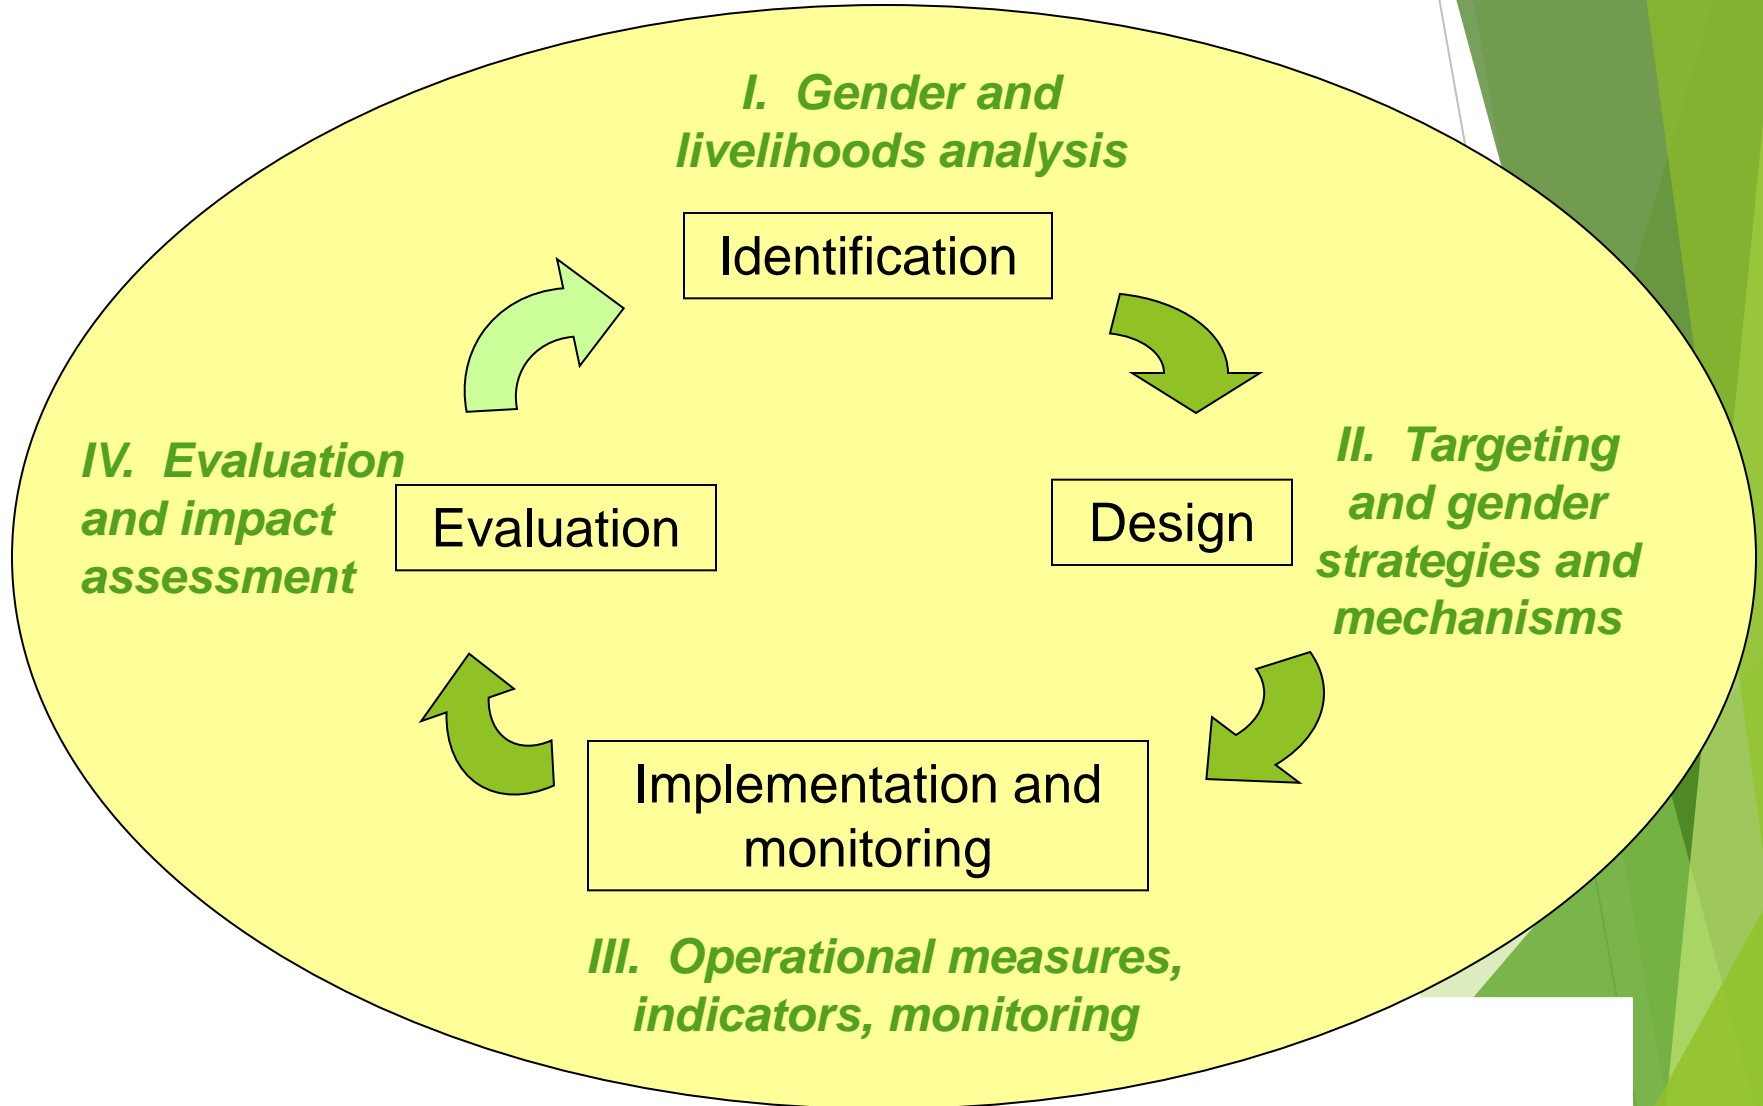 I. Gender and
livelihoods analysis
Identification
IV. Evaluation
and impact
assessment
Evaluation
Design
II. Targeting
and gender
strategies and
mechanisms
Implementation and
monitoring
III. Operational measures,
indicators, monitoring